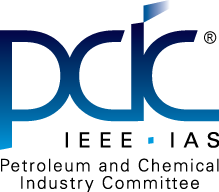 pcic®
IEEE · IAS
Petroleum and Chemical
Industry Committee